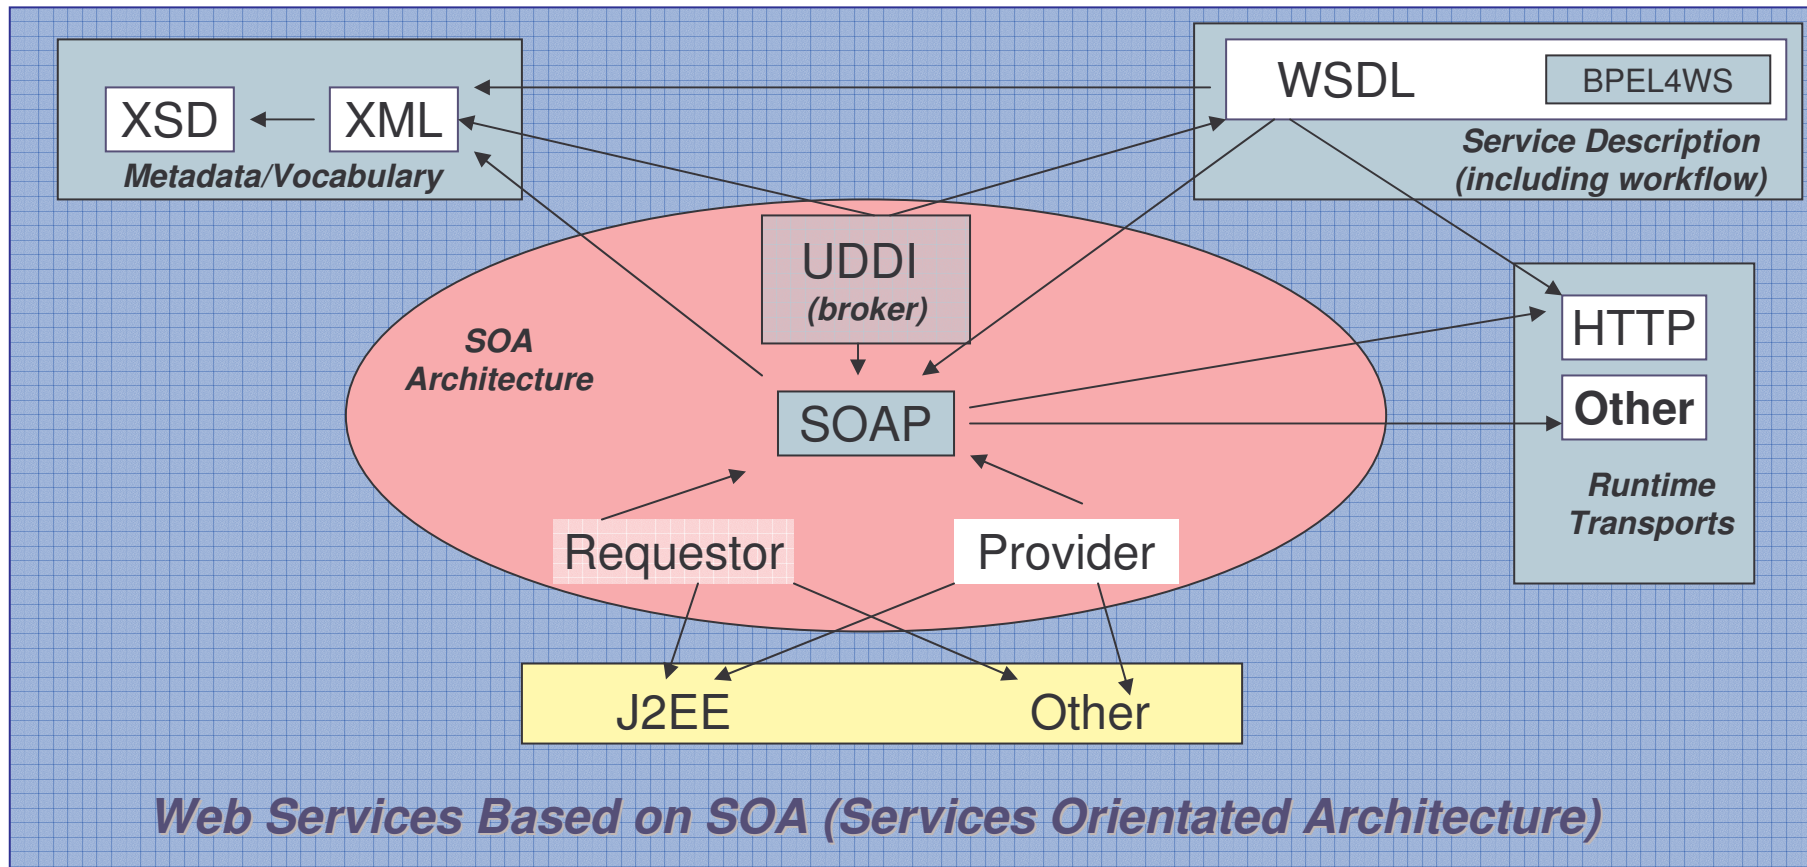 XSD
XML
Metadata/Vocabulary
WSDL
BPEL4WS
Service Description
(including workflow)
UDDI
(broker)
SOA
Architecture
SOAP
HTTP
Other
Runtime
Transports
Requestor
Provider
J2EE
Other
Web Services Based on SOA (Services Orientated Architecture)